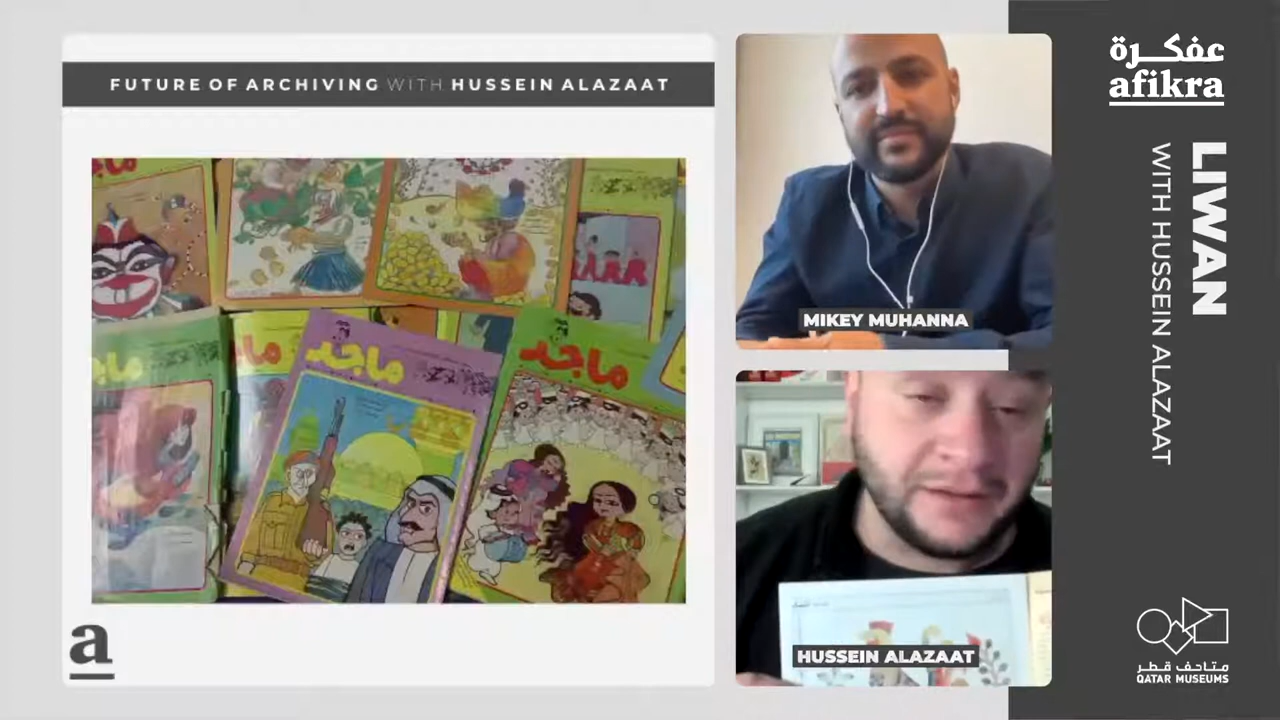 FUTURE OF ARCHIVING WITH HUSSEIN ALAZAAT
ماجد
ماجد
a
MIKEY MUHANNA
HUSSEIN ALAZAAT
عفكرة
afikra
LIWAN
WITH HUSSEIN ALAZAAT
متاحف قطر
QATAR MUSEUMS